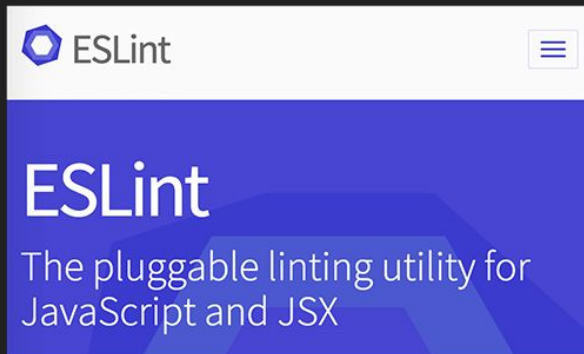 ESLint
ESLint
The pluggable linting utility for
JavaScript and JSX